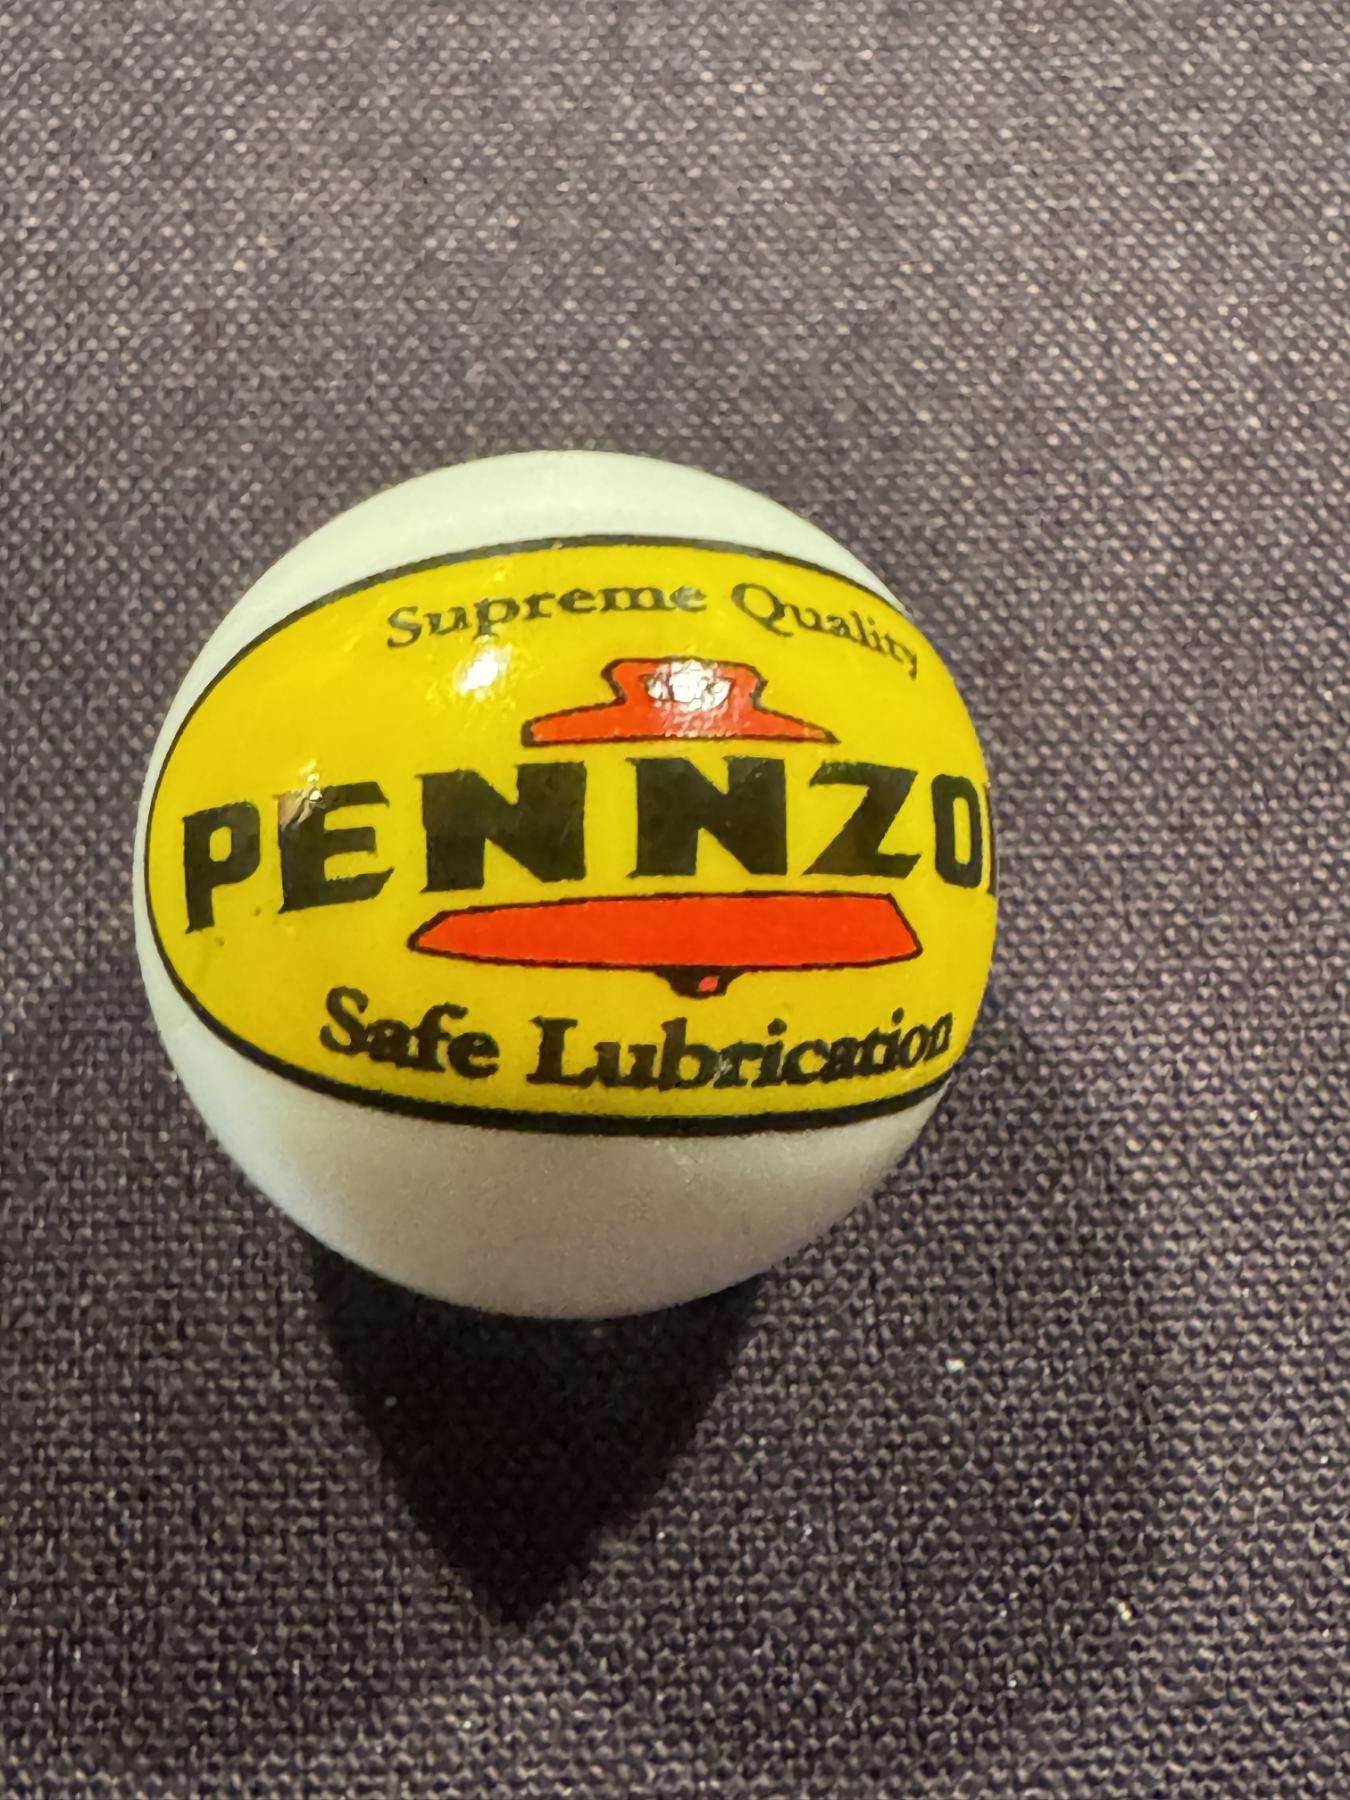 Supreme Quality
PENNZO
Safe Lubrication